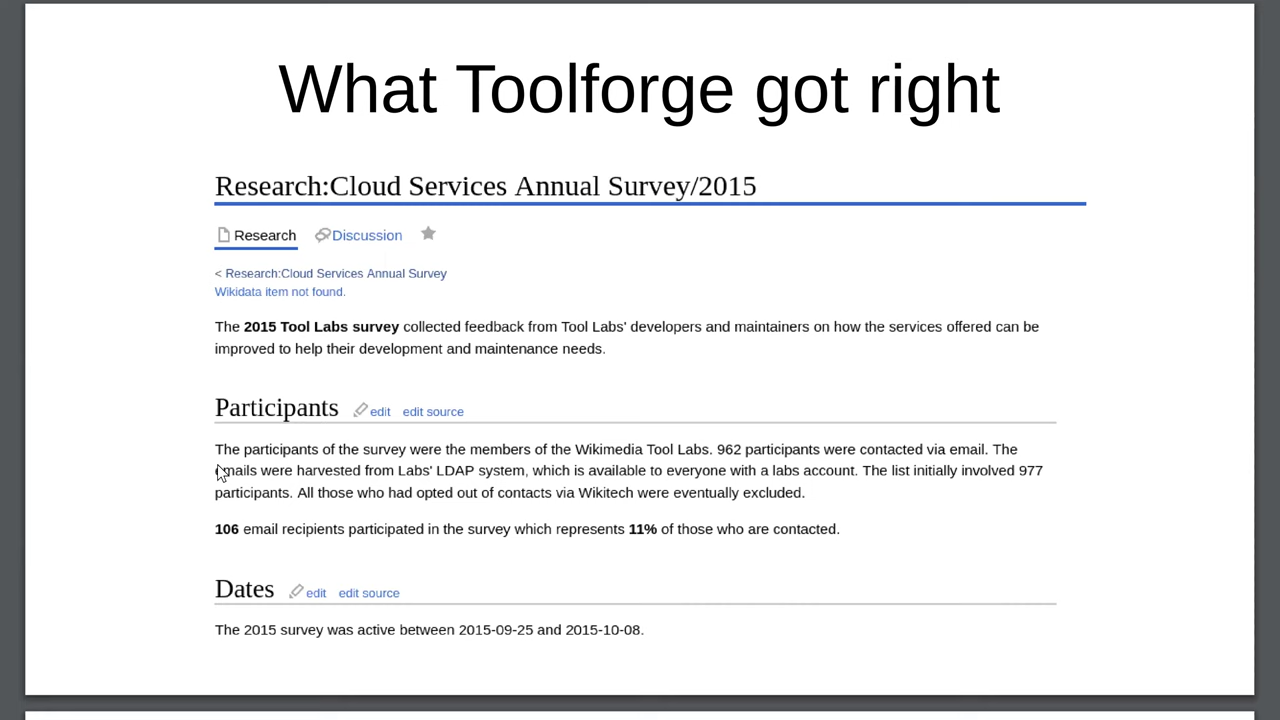 What Toolforge got right
Research:Cloud Services Annual Survey/2015
Research Discussion
< Research:Cloud Services Annual Survey
Wikidata item not found.
The 2015 Tool Labs survey collected feedback from Tool Labs' developers and maintainers on how the services offered can be
improved to help their development and maintenance needs.
Participants edit edit source
The participants of the survey were the members of the Wikimedia Tool Labs. 962 participants were contacted via email. The
emails were harvested from Labs' LDAP system, which is available to everyone with a labs account. The list initially involved 977
participants. All those who had opted out of contacts via Wikitech were eventually excluded.
106 email recipients participated in the survey which represents 11% of those who are contacted.
Dates edit edit source
The 2015 survey was active between 2015-09-25 and 2015-10-08.